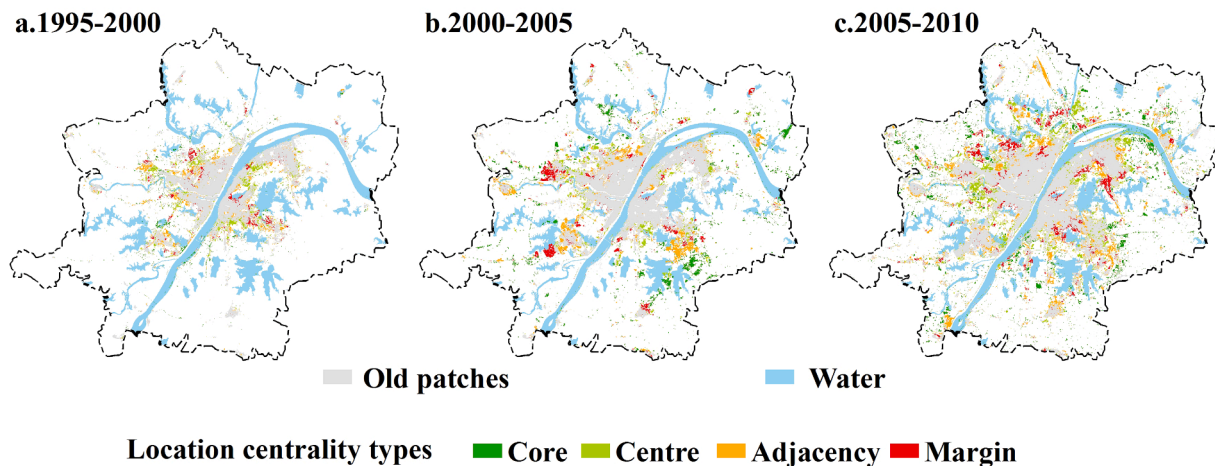 a.1995-2000
b.2000-2005
c.2005-2010
Old patches
Water
Location centrality types
Core
Centre
Adjacency
Margin